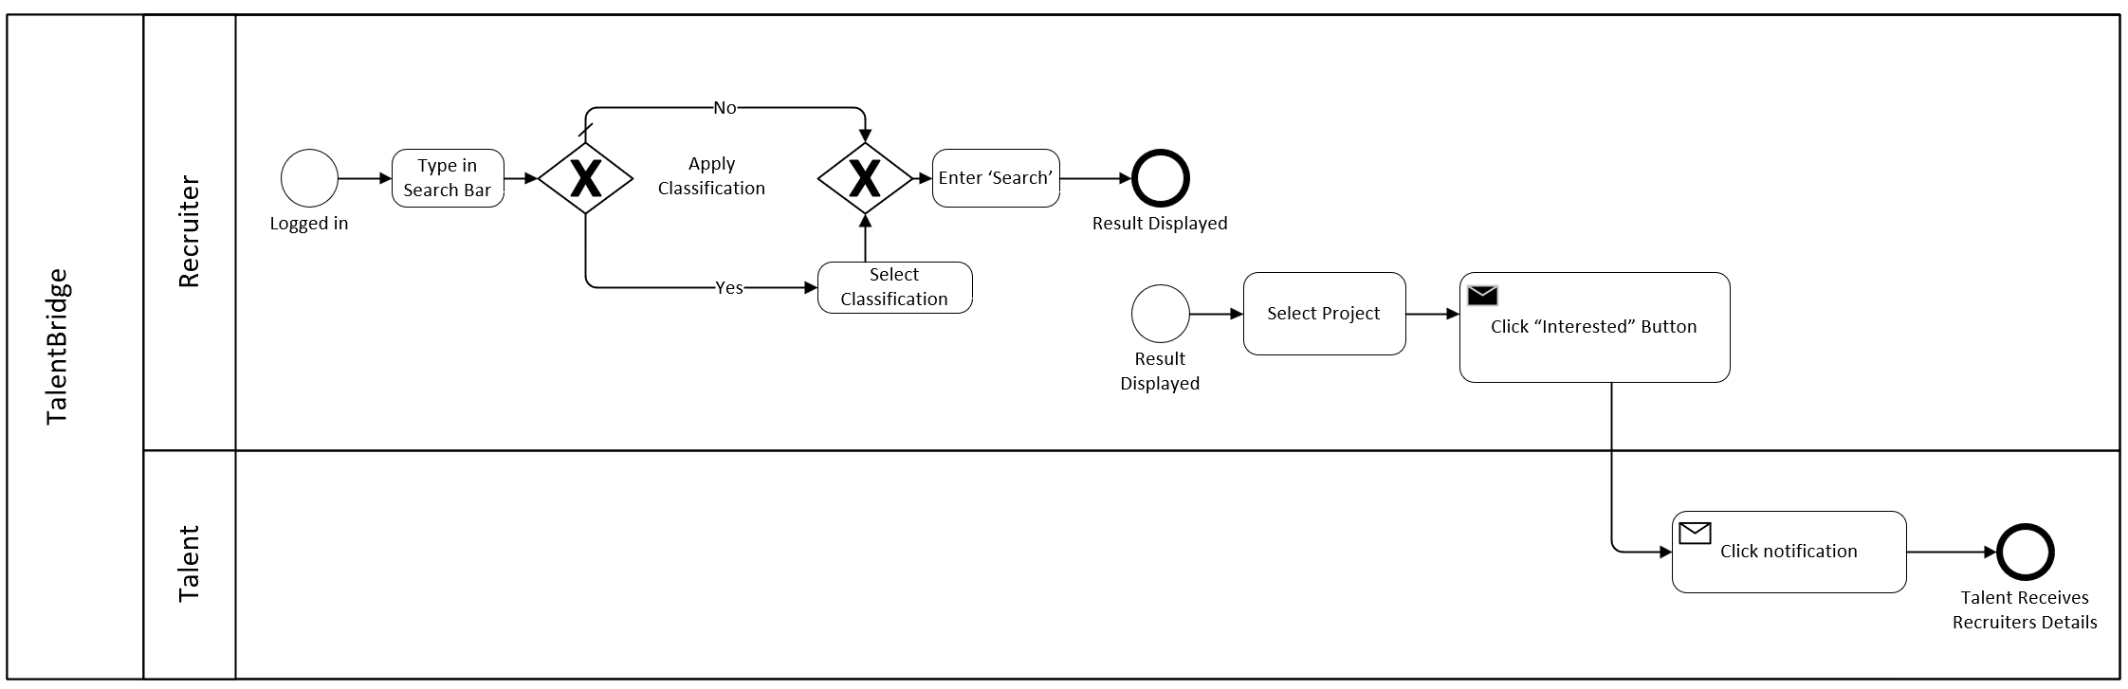 TalentBridge
Recruiter
Logged in
Type in
Search Bar
X
No
Apply
Classification
Yes
Select
Classification
X
Enter ‘Search’
Result Displayed
Result
Displayed
Select Project
Click “Interested” Button
Talent
Click notification
Talent Receives
Recruiters Details